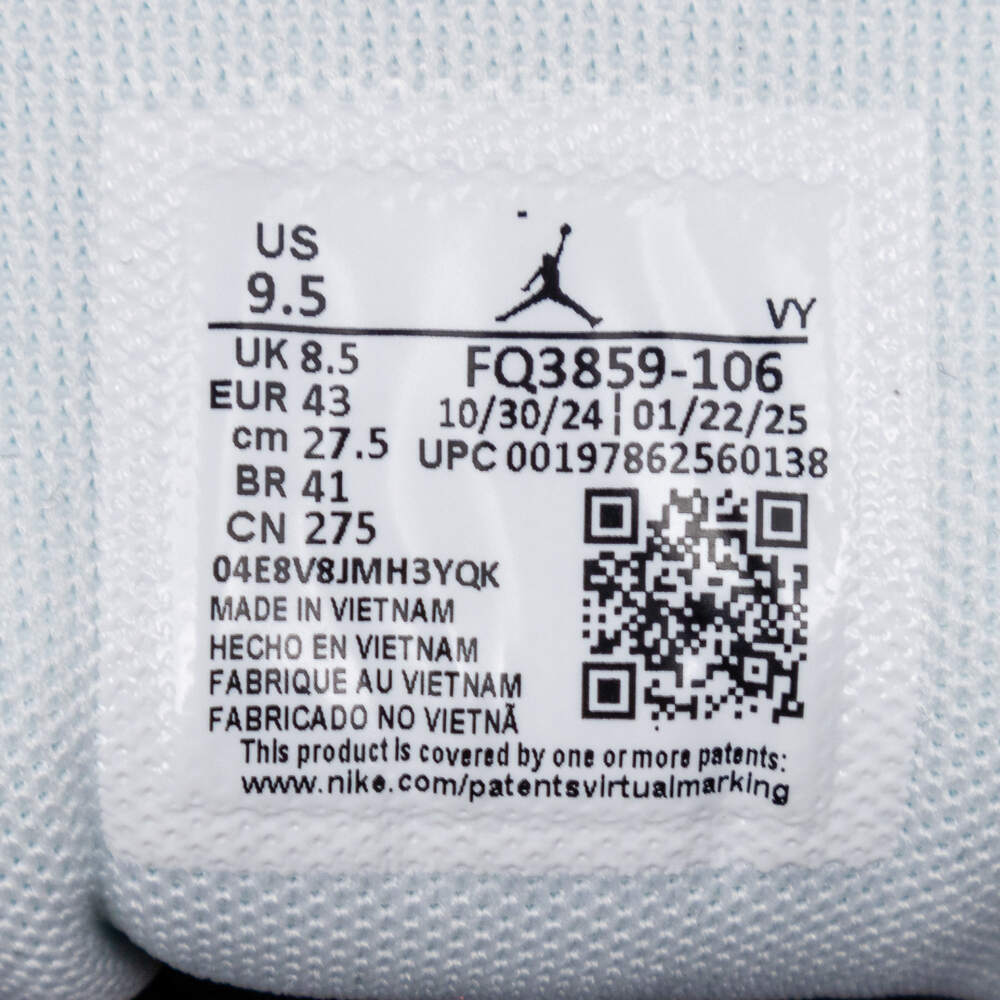 US
9.5
VY
UK 8.5
EUR 43
cm 27.5
BR 41
CN 275
FQ3859-106
10/30/24 | 01/22/25
UPC 00197862560138
04E8V8JMH3YQK
MADE IN VIETNAM
HECHO EN VIETNAM
FABRIQUE AU VIETNAM
FABRICADO NO VIETNÃ
This product is covered by one or more patents:
www.nike.com/patentsvirtualmarking